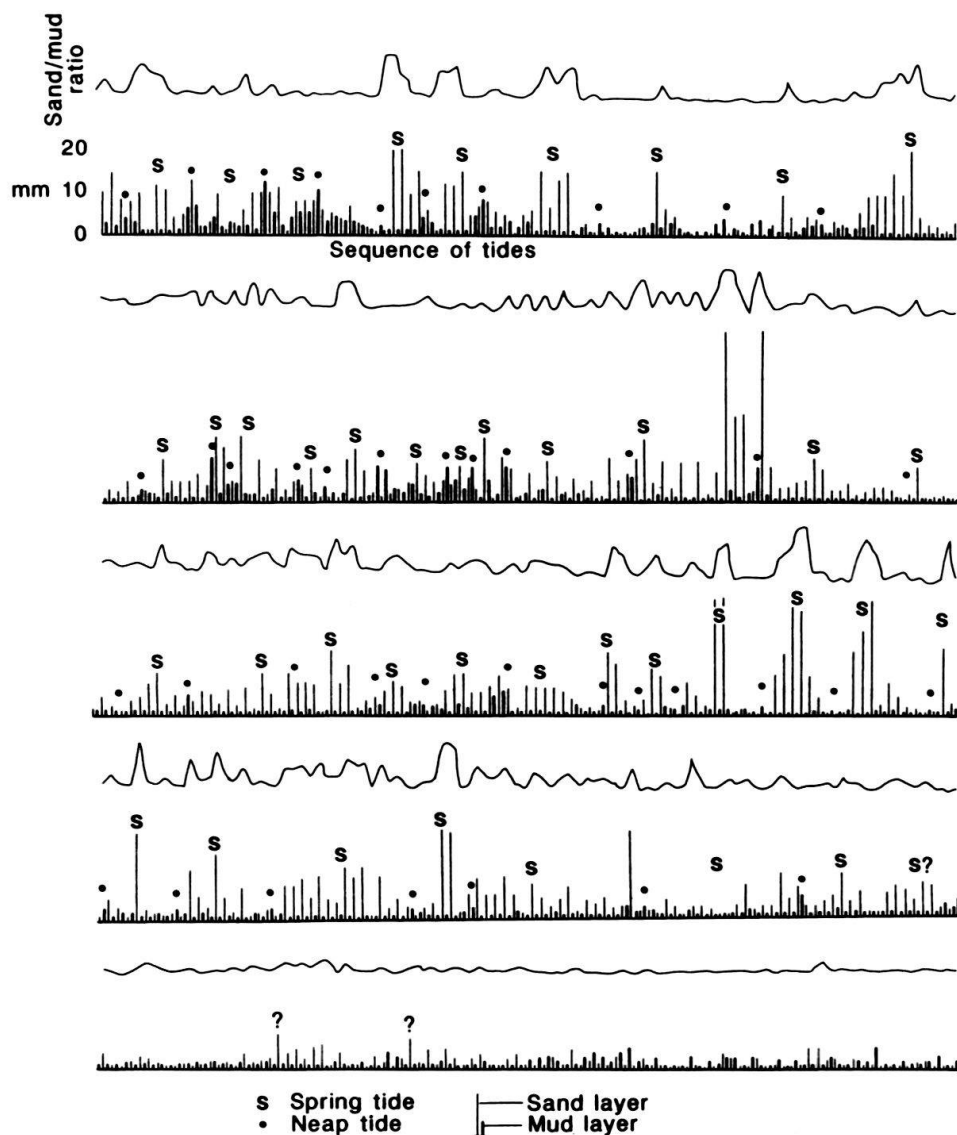 Sand/mud
ratio
20
mm 10
0
S S S S S S S S S
Sequence of tides
S S S S S S S S S S S S
S S S S S S S S S S S S
S S S S S S S S?
? ?
S Spring tide
• Neap tide
Sand layer
Mud layer